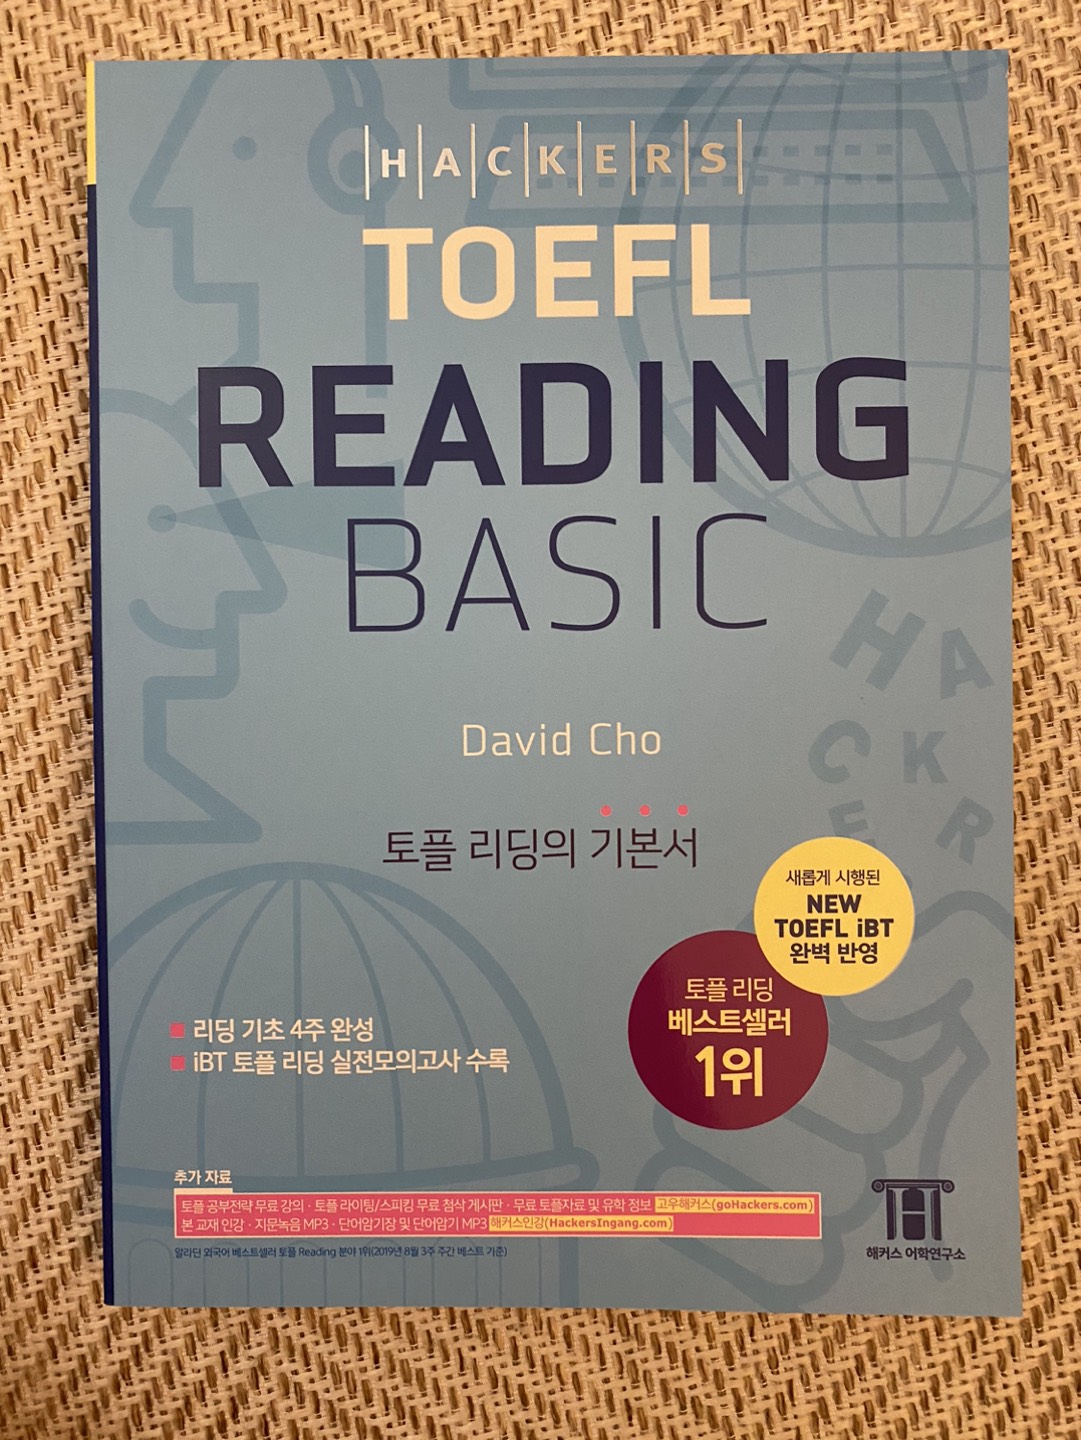 HACKERS
TOEFL
READING
BASIC
David Cho
토플 리딩의 기본서
새롭게 시행된
NEW
TOEFL iBT
완벽 반영
토플 리딩
베스트셀러
1위
리딩 기초 4주 완성
iBT 토플 리딩 실전모의고사 수록
추가 자료
토플 공부전략 무료 강의 · 토플 라이팅/스피킹 무료 첨삭 게시판 · 무료 토플자료 및 유학 정보 고우해커스(goHackers.com)
본 교재 인강 · 지문녹음 MP3 · 단어암기장 및 단어암기 MP3 해커스인강(HackersIngang.com)
알라딘 외국어 베스트셀러 토플 Reading 분야 1위(2019년 8월 3주 주간 베스트 기준)
해커스 어학연구소
HACKERS